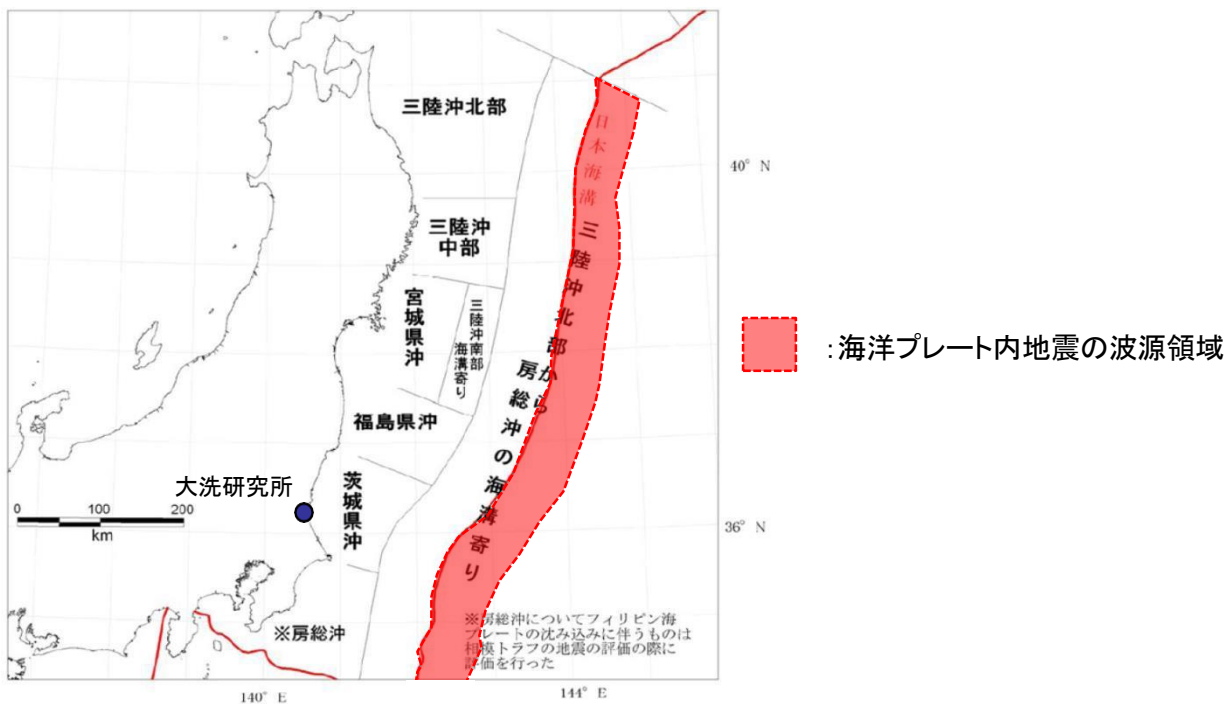 三陸沖北部
日本海溝
40° N
三陸沖
中部
三陸沖北部から
房総沖の海溝寄り
宮城県沖
三陸沖南部
海溝寄り
:海洋プレート内地震の波源領域
福島県沖
大洗研究所
茨城県沖
0 100 200
km
36° N
※房総沖
※房総沖についてフィリピン海
プレートの沈み込みに伴うものは
相模トラフの地震の評価の際に
評価を行った
140° E
144° E